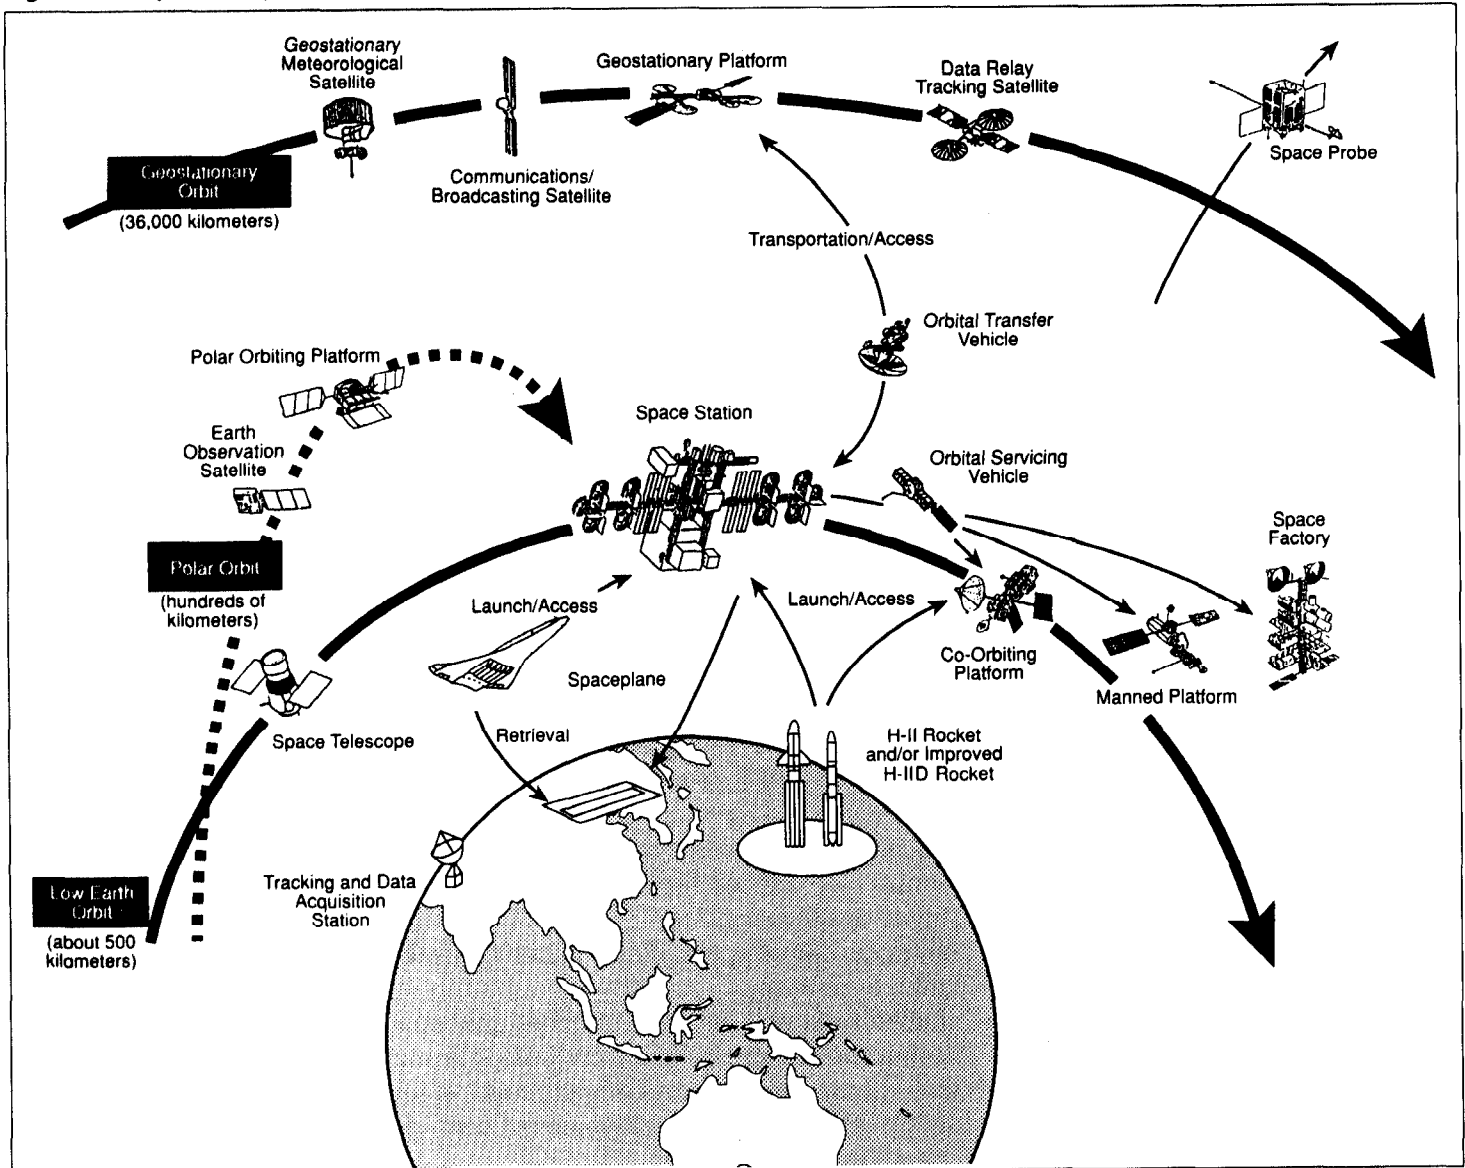 Geostationary
Meteorological
Satellite
Geostationary Platform
Data Relay
Tracking Satellite
Space Probe
Communications/
Broadcasting Satellite
Geostationary
Orbit
(36,000 kilometers)
Transportation/Access
Orbital Transfer
Vehicle
Polar Orbiting Platform
Space Station
Earth
Observation
Satellite
Orbital Servicing
Vehicle
Space
Factory
Polar Orbit
(hundreds of
kilometers)
Launch/Access
Launch/Access
Co-Orbiting
Platform
Spaceplane
Manned Platform
Space Telescope
Retrieval
H-II Rocket
and/or Improved
H-IID Rocket
Tracking and Data
Acquisition
Station
Low Earth
Orbit
(about 500
kilometers)